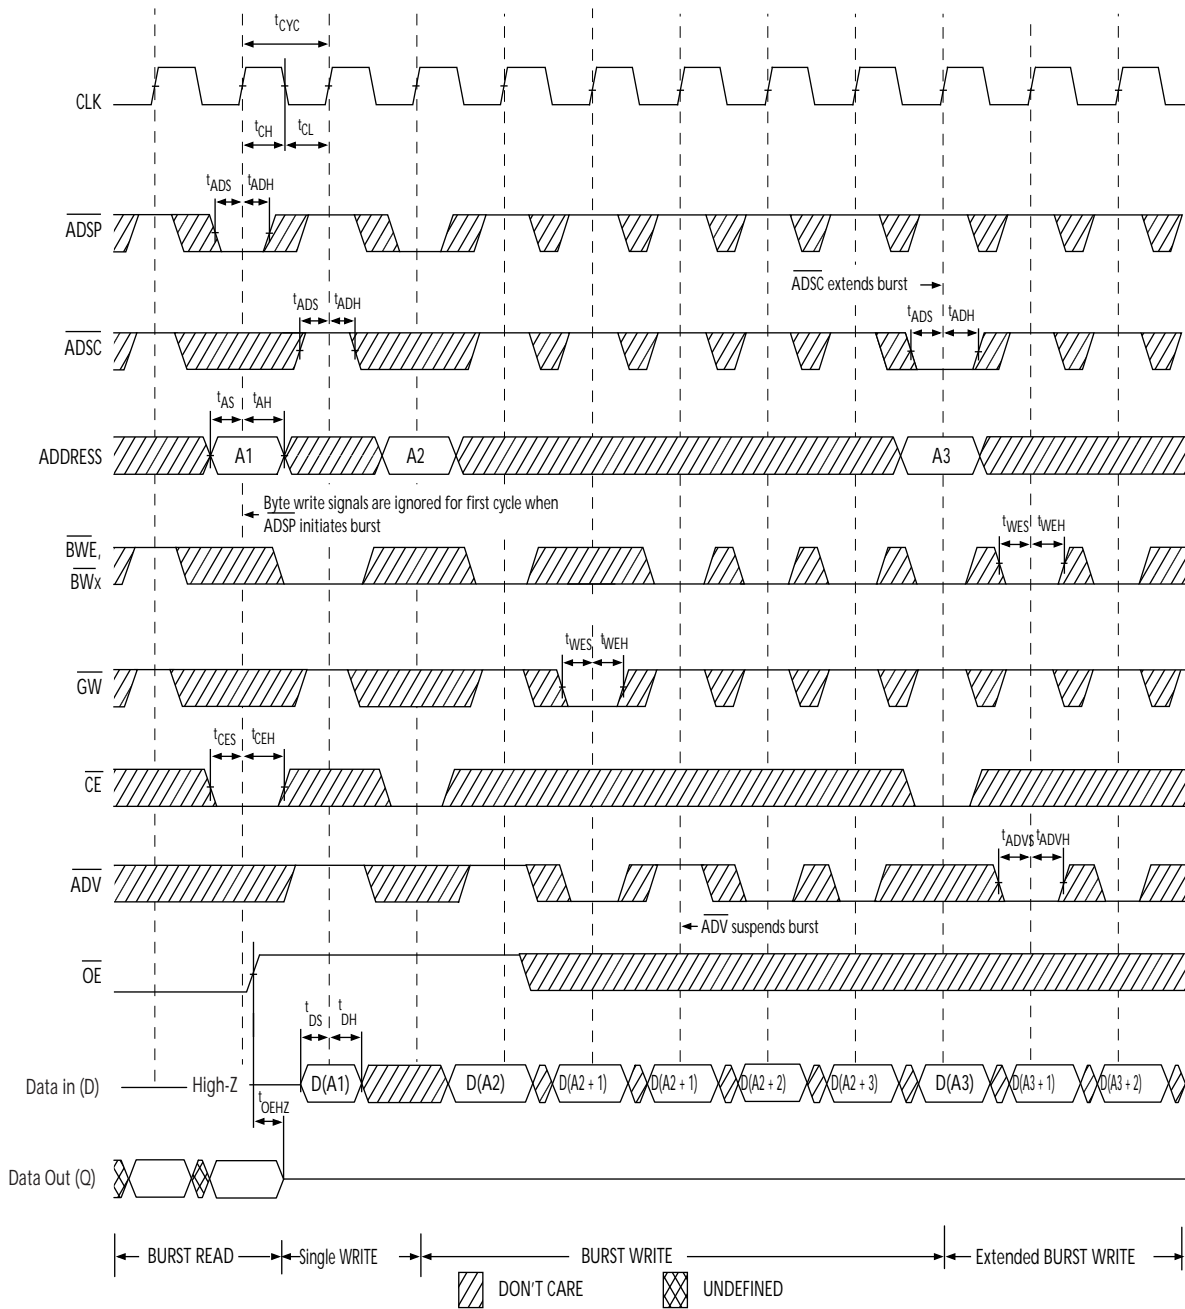 tCYC
CLK
tCH
tCL
tADS
tADH
ADSP
ADSC extends burst
tADS
tADH
tADS
tADH
ADSC
tAS
tAH
ADDRESS
A1
A2
A3
Byte write signals are ignored for first cycle when
ADSP initiates burst
tWES
tWEH
BWE,
BWx
tWES
tWEH
GW
tCES
tCEH
CE
tADVS
tADVH
ADV
ADV suspends burst
OE
tDS
tDH
Data in (D)
High-Z
D(A1)
D(A2)
D(A2 + 1)
D(A2 + 1)
D(A2 + 2)
D(A2 + 3)
D(A3)
D(A3 + 1)
D(A3 + 2)
tOEHZ
Data Out (Q)
BURST READ
Single WRITE
BURST WRITE
Extended BURST WRITE
DON'T CARE
UNDEFINED